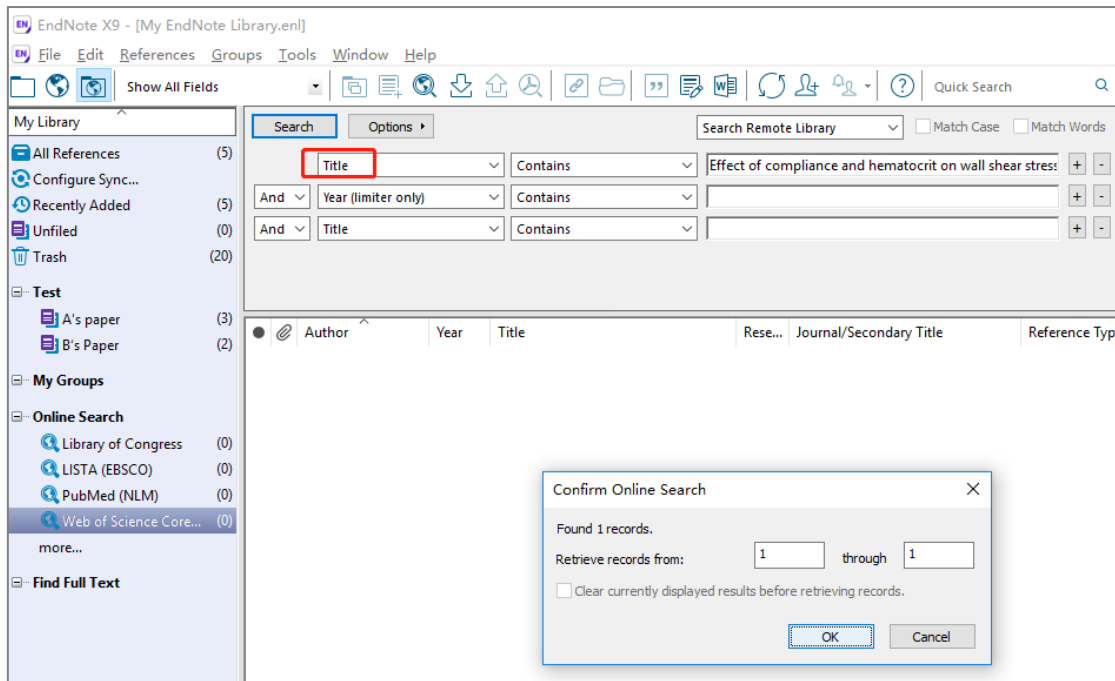 EndNote X9 - [My EndNote Library.enl]
File Edit References Groups Tools Window Help
Show All Fields
Quick Search
My Library
Search Options
Search Remote Library Match Case Match Words
All References (5)
Title Contains Effect of compliance and hematocrit on wall shear stress + -
Configure Sync...
Recently Added (5)
And Year (limiter only) Contains + -
Unfiled (0)
And Title Contains + -
Trash (20)
Test
A's paper (3)
B's Paper (2)
Author Year Title Rese... Journal/Secondary Title Reference Typ
My Groups
Online Search
Library of Congress (0)
LISTA (EBSCO) (0)
PubMed (NLM) (0)
Web of Science Core... (0)
more...
Find Full Text
Confirm Online Search
Found 1 records.
Retrieve records from: 1 through 1
Clear currently displayed results before retrieving records.
OK Cancel